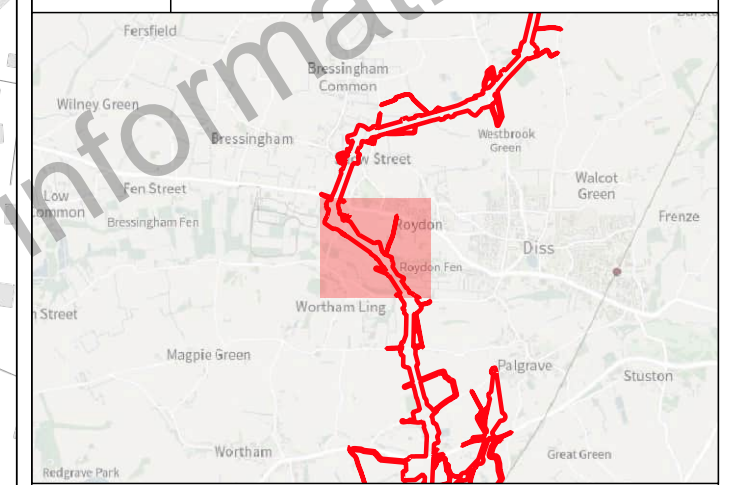 Fersfield
Bressingham
Common
Wilney Green
Bressingham
Westbrook
Green
Low Street
Fen Street
Low
Common
Walcot
Green
Bressingham Fen
Roydon
Frenze
Diss
Roydon Fen
Wortham Ling
Street
Magpie Green
Palgrave
Stuston
Wortham
Great Green
Redgrave Park